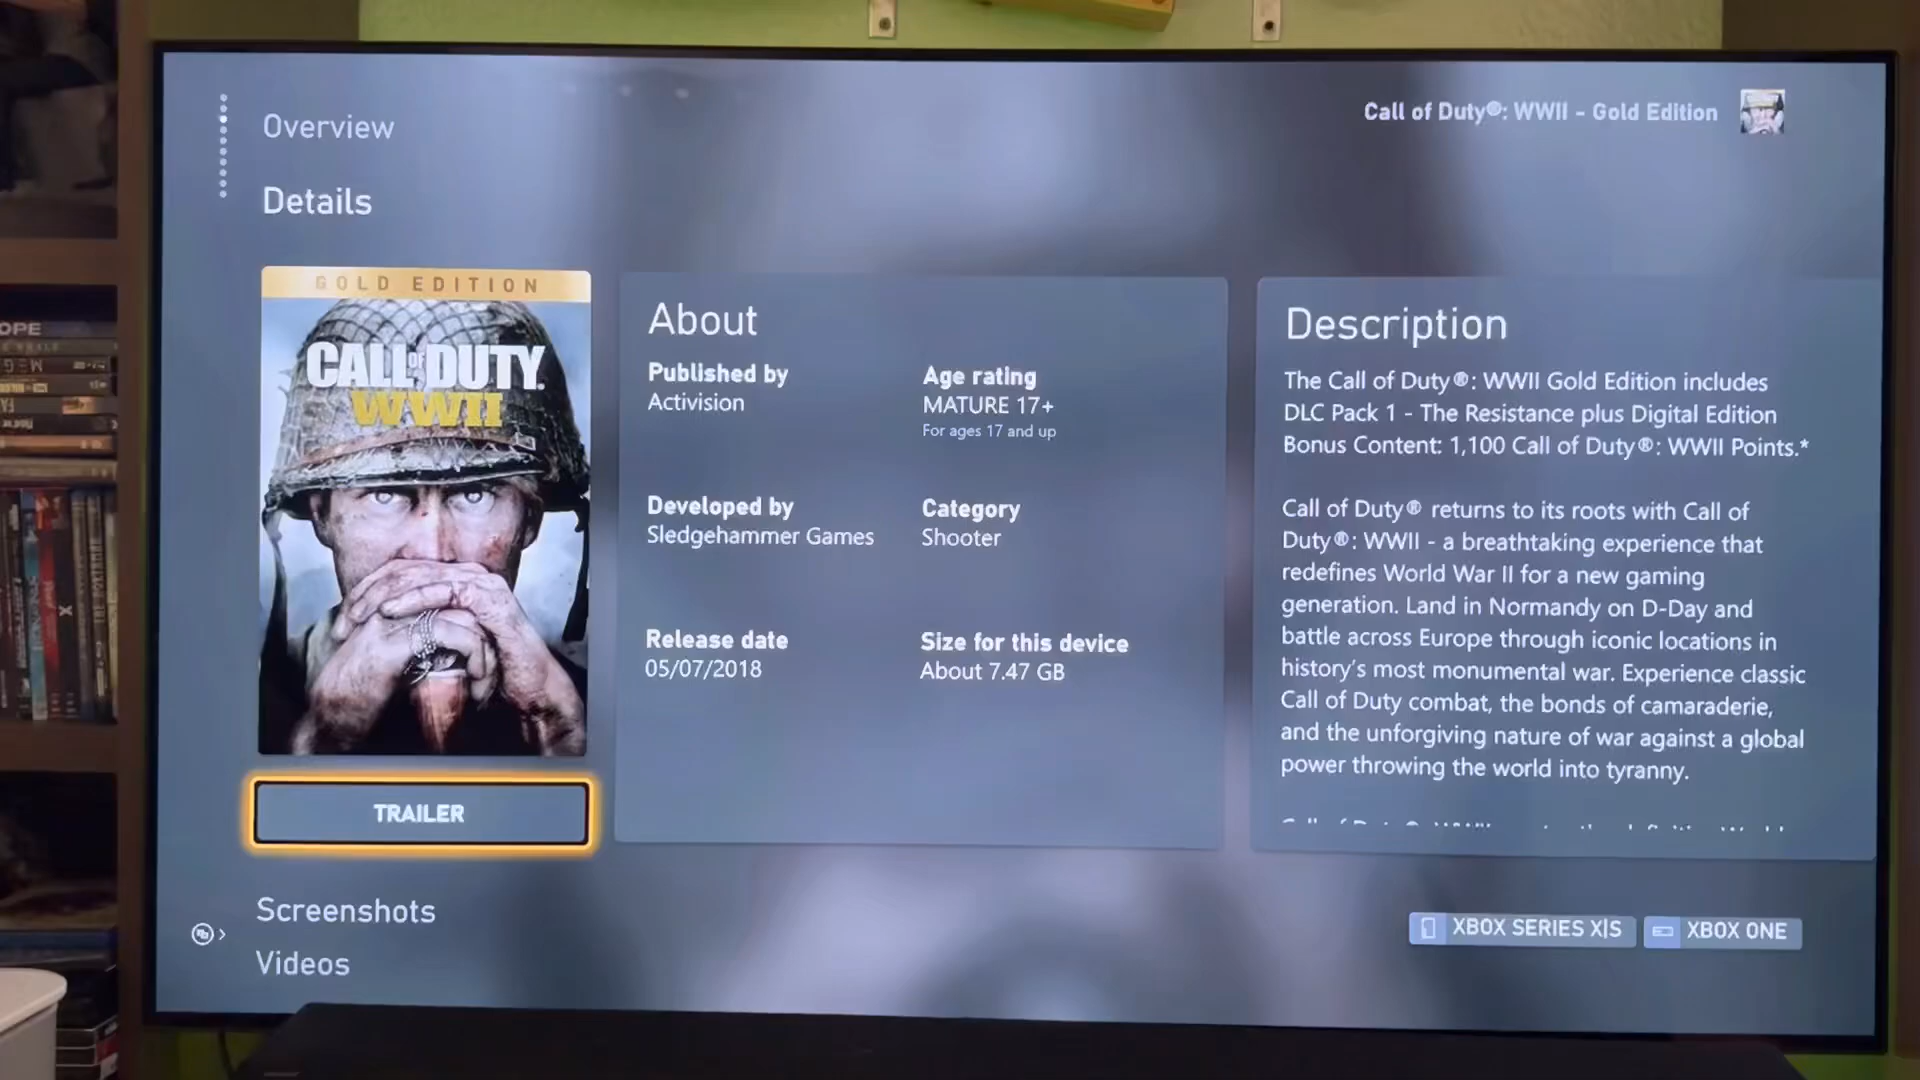 Overview
Call of Duty®: WWII - Gold Edition
Details
GOLD EDITION
CALL OF DUTY
WWII
TRAILER
About
Published by
Activision
Age rating
MATURE 17+
For ages 17 and up
Developed by
Sledgehammer Games
Category
Shooter
Release date
05/07/2018
Size for this device
About 7.47 GB
Description
The Call of Duty®: WWII Gold Edition includes
DLC Pack 1 - The Resistance plus Digital Edition
Bonus Content: 1,100 Call of Duty®: WWII Points.*
Call of Duty® returns to its roots with Call of
Duty®: WWII - a breathtaking experience that
redefines World War II for a new gaming
generation. Land in Normandy on D-Day and
battle across Europe through iconic locations in
history's most monumental war. Experience classic
Call of Duty combat, the bonds of camaraderie,
and the unforgiving nature of war against a global
power throwing the world into tyranny.
Screenshots
Videos
XBOX SERIES X|S
XBOX ONE